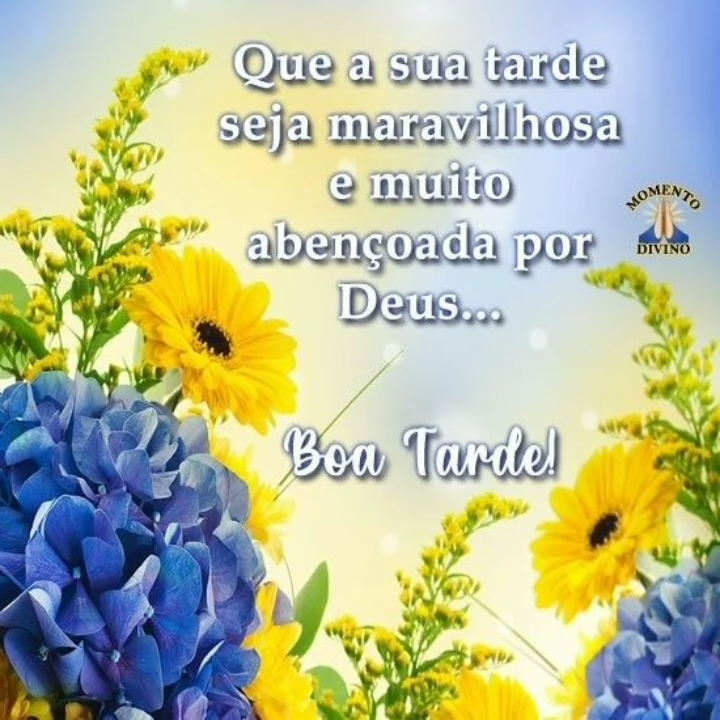 Que a sua tarde
seja maravilhosa
e muito
abençoada por
Deus...
MOMENTO
DIVINO
Boa Tarde!